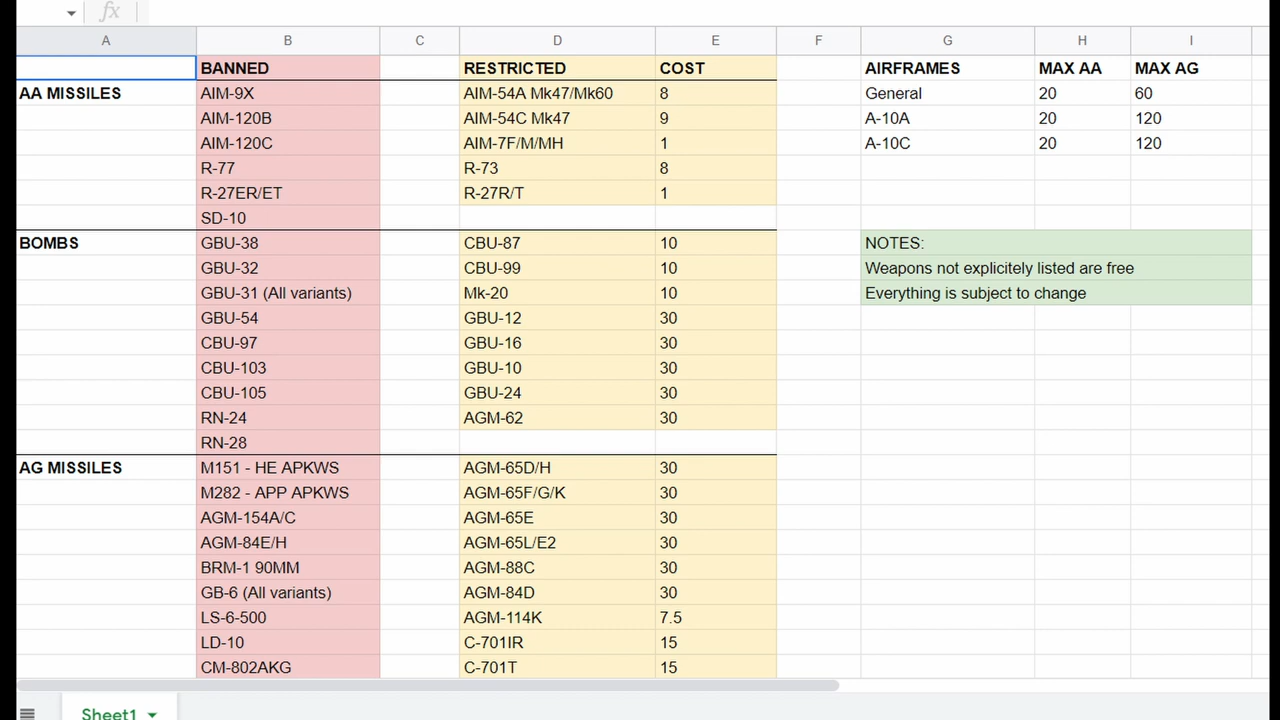 fx
A B C D E F G H I
BANNED RESTRICTED COST AIRFRAMES MAX AA MAX AG
AA MISSILES AIM-9X AIM-54A Mk47/Mk60 8 General 20 60
AIM-120B AIM-54C Mk47 9 A-10A 20 120
AIM-120C AIM-7F/M/MH 1 A-10C 20 120
R-77 R-73 8
R-27ER/ET R-27R/T 1
SD-10
BOMBS GBU-38 CBU-87 10 NOTES:
GBU-32 CBU-99 10 Weapons not explicitely listed are free
GBU-31 (All variants) Mk-20 10 Everything is subject to change
GBU-54 GBU-12 30
CBU-97 GBU-16 30
CBU-103 GBU-10 30
CBU-105 GBU-24 30
RN-24 AGM-62 30
RN-28
AG MISSILES M151 - HE APKWS AGM-65D/H 30
M282 - APP APKWS AGM-65F/G/K 30
AGM-154A/C AGM-65E 30
AGM-84E/H AGM-65L/E2 30
BRM-1 90MM AGM-88C 30
GB-6 (All variants) AGM-84D 30
LS-6-500 AGM-114K 7.5
LD-10 C-701IR 15
CM-802AKG C-701T 15
Sheet1